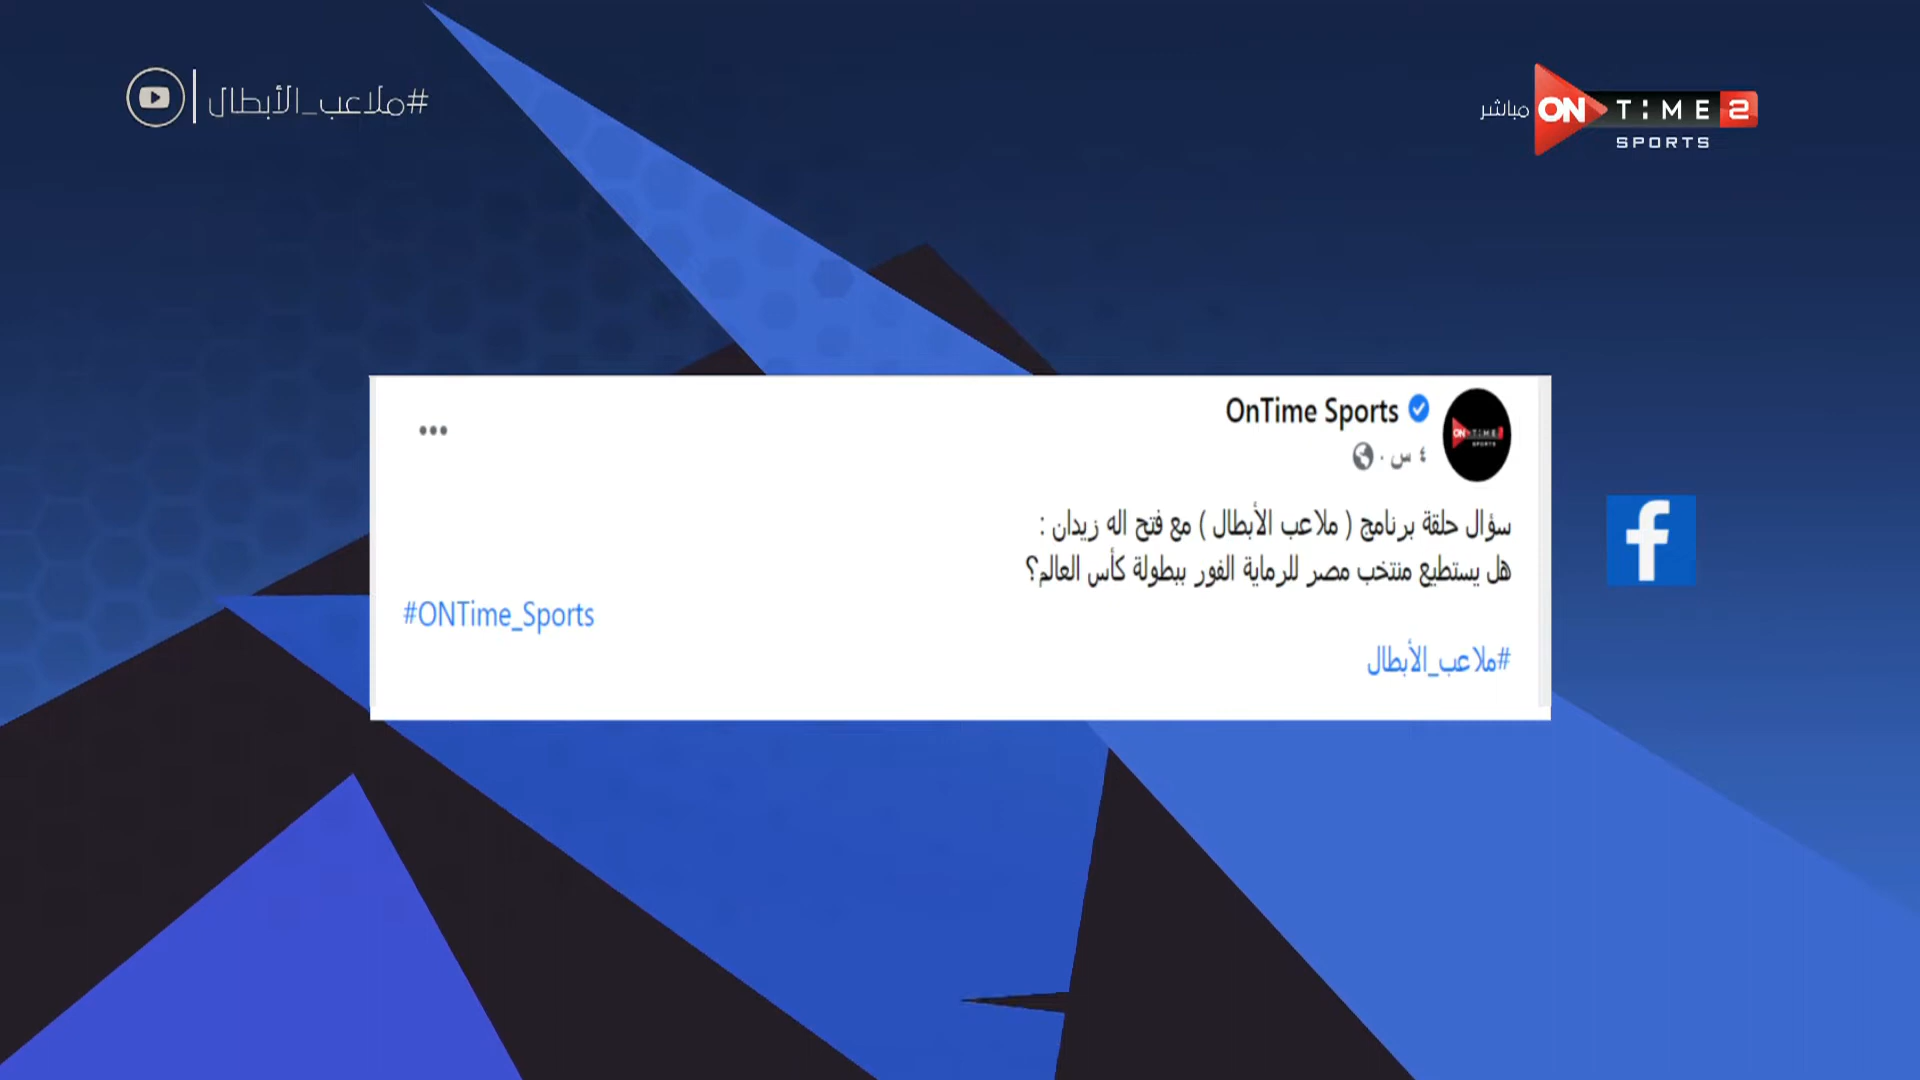 #ملاعب_الأبطال
مباشر ON TIME 2
SPORTS
OnTime Sports
٤ س ·
سؤال حلقة برنامج ( ملاعب الأبطال ) مع فتح اله زيدان :
هل يستطيع منتخب مصر للرماية الفور ببطولة كأس العالم؟
#ONTime_Sports
#ملاعب_الأبطال